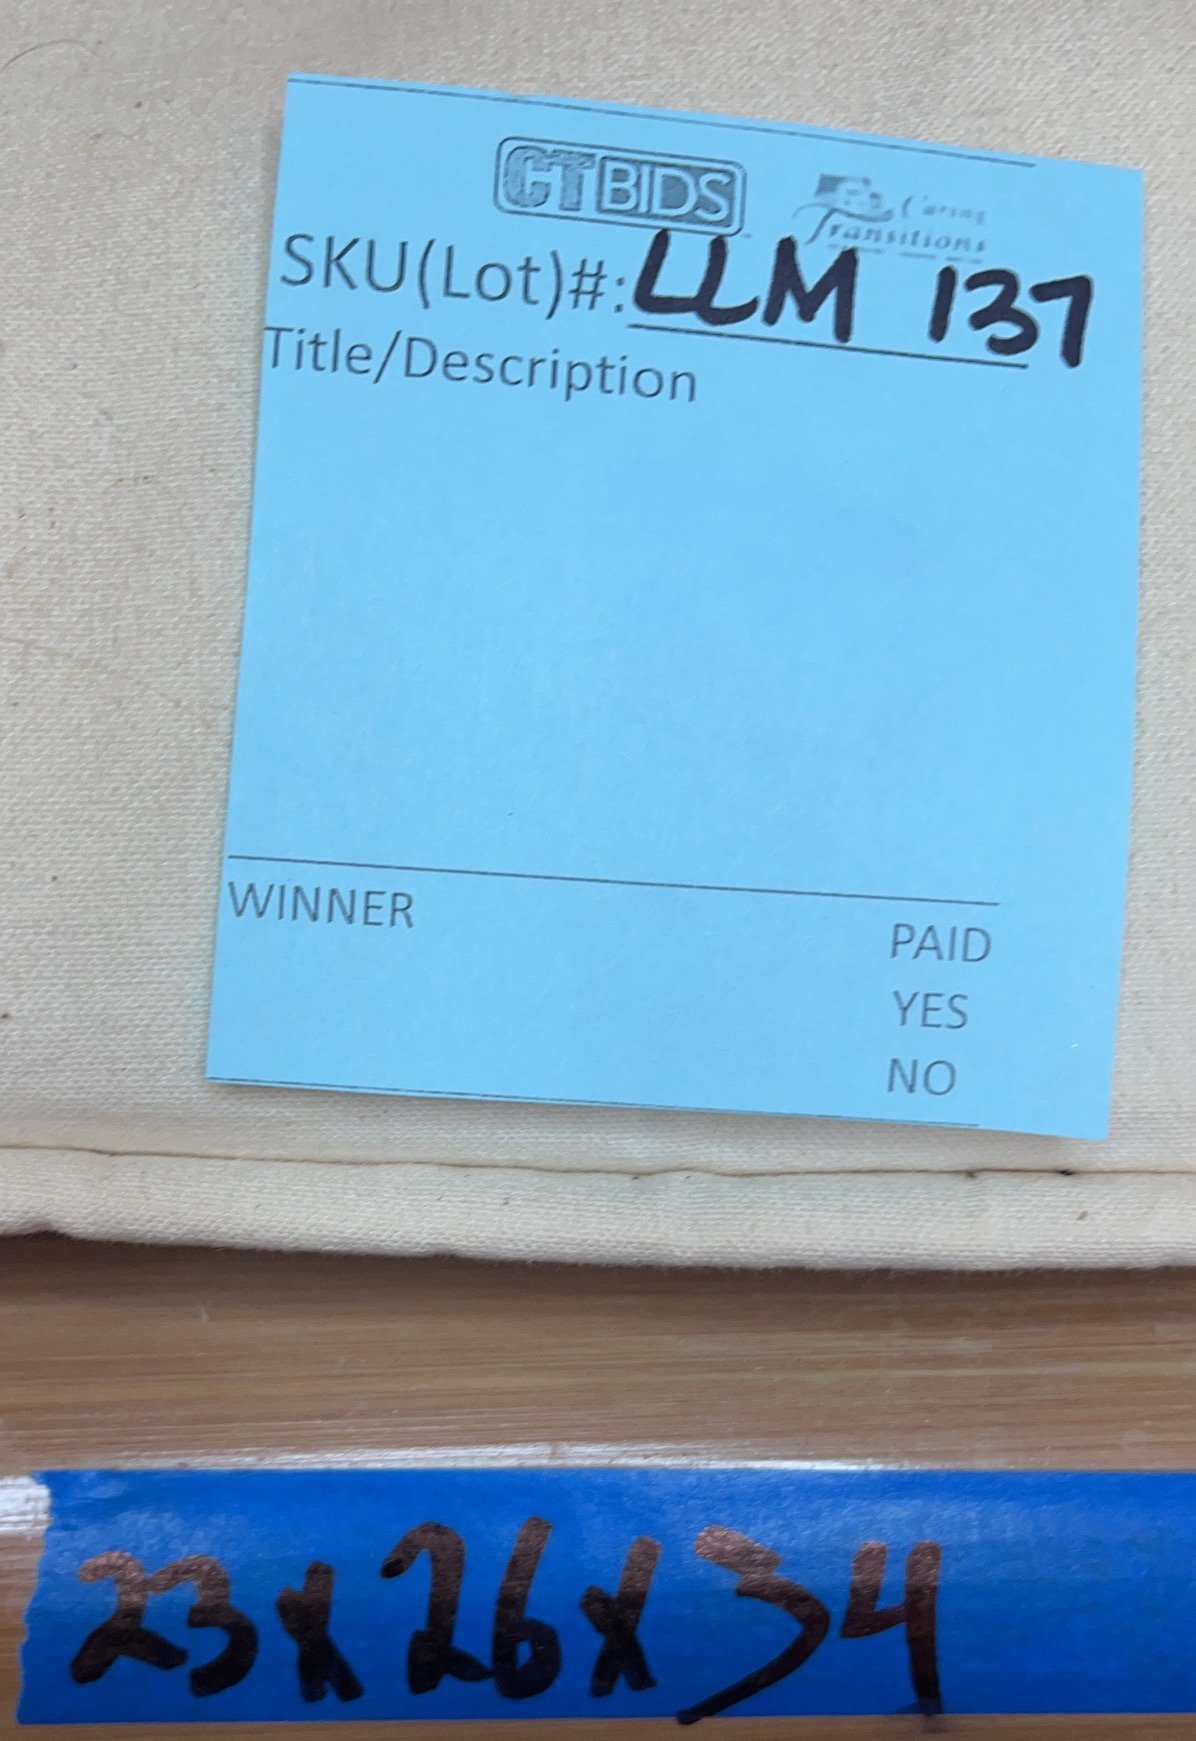 CTBIDS
Caring
Transitions
SKU(Lot)#: LLM 137
Title/Description
WINNER
PAID
YES
NO
23x26x34